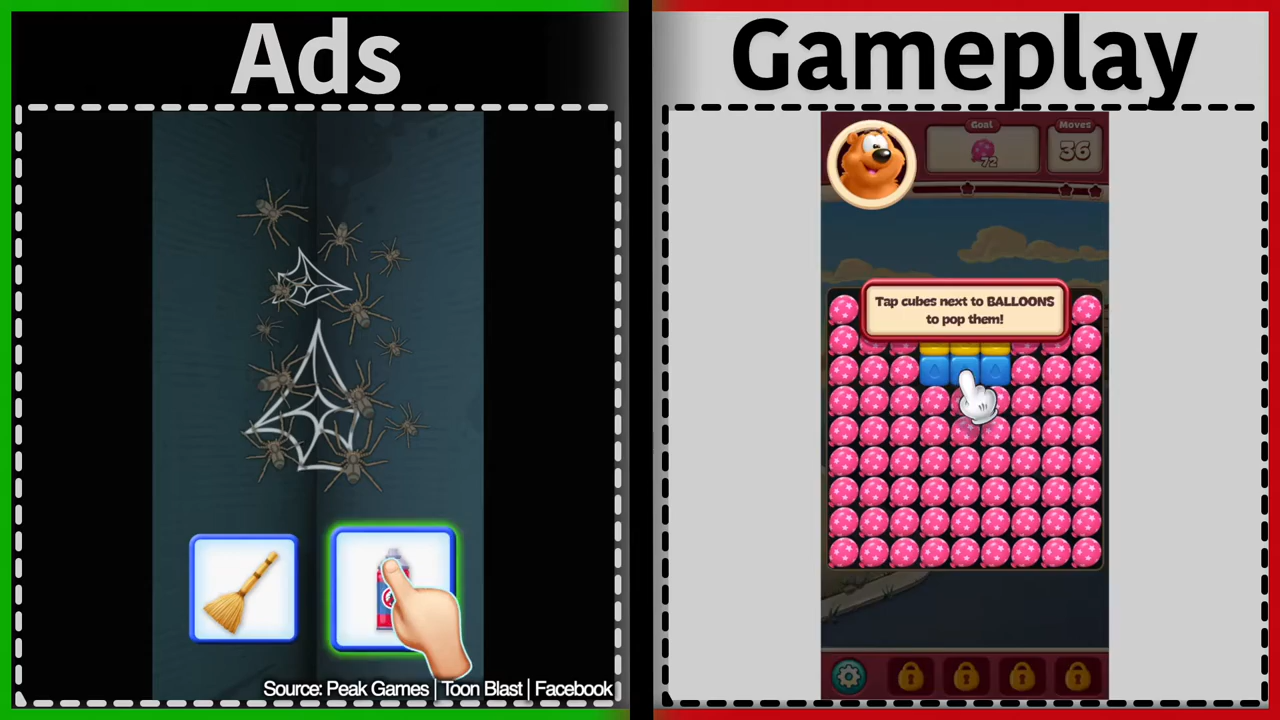 Ads
Gameplay
Goal
72
Moves
36
Tap cubes next to BALLOONS
to pop them!
Source: Peak Games | Toon Blast | Facebook